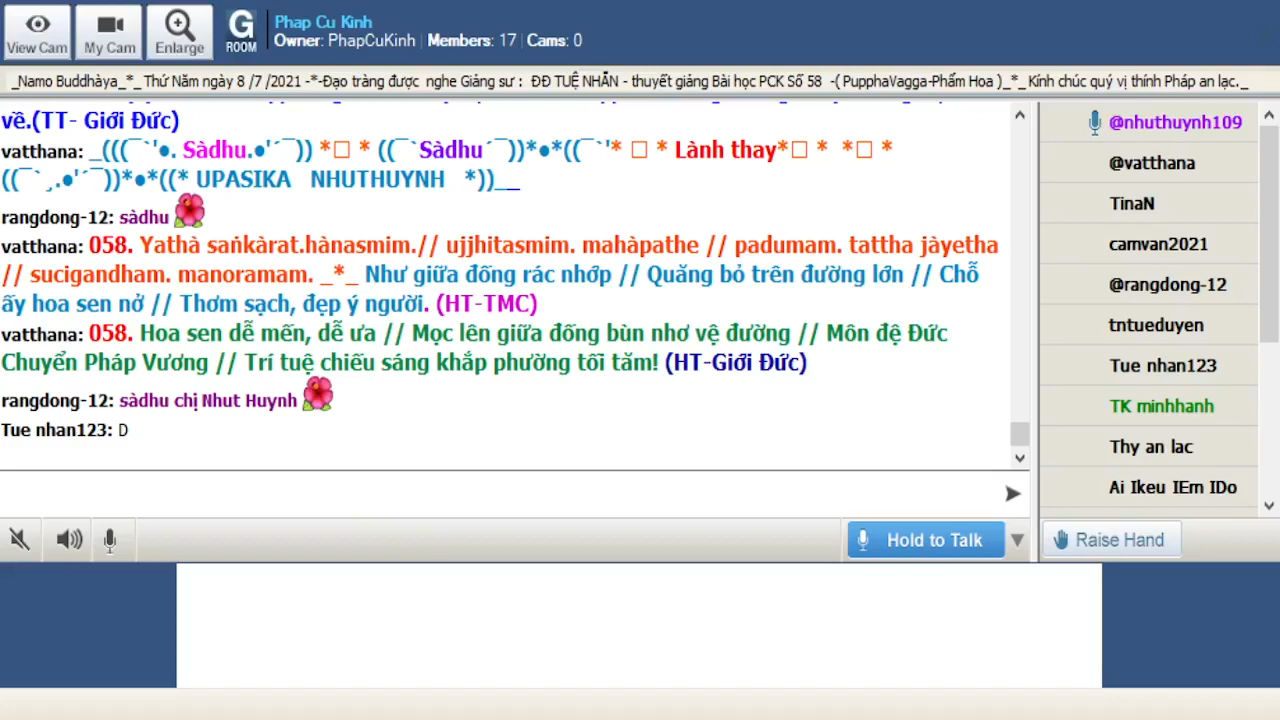 View Cam
My Cam
Enlarge
G
ROOM
Phap Cu Kinh
Owner: PhapCuKinh | Members: 17 | Cams: 0
_Namo Buddhàya_*_ Thứ Năm ngày 8 /7 /2021 -*-Đạo tràng được nghe Giảng sư : ĐĐ TUỆ NHẪN - thuyết giảng Bài học PCK Số 58 -( PupphaVagga-Phẩm Hoa )_*_Kính chúc quý vị thính Pháp an lạc._
về.(TT- Giới Đức)
vatthana: _(((¯`'●. Sàdhu.●'´¯)) *□ * ((¯`Sàdhu´¯))*●*((¯`'* □ * Lành thay*□ * *□ *
((¯`¸.●'´¯))*●*((* UPASIKA NHUTHUYNH *))__
rangdong-12: sàdhu
vatthana: 058. Yathà saṅkàrat.hànasmim.// ujjhitasmim. mahàpathe // padumam. tattha jàyetha
// sucigandham. manoramam. _*_ Như giữa đống rác nhớp // Quăng bỏ trên đường lớn // Chỗ
ấy hoa sen nở // Thơm sạch, đẹp ý người. (HT-TMC)
vatthana: 058. Hoa sen dễ mến, dễ ưa // Mọc lên giữa đống bùn nhơ vệ đường // Môn đệ Đức
Chuyển Pháp Vương // Trí tuệ chiếu sáng khắp phường tối tăm! (HT-Giới Đức)
rangdong-12: sàdhu chị Nhut Huynh
Tue nhan123: D
@nhuthuynh109
@vatthana
TinaN
camvan2021
@rangdong-12
tntueduyen
Tue nhan123
TK minhhanh
Thy an lac
Ai Ikeu IEm IDo
Hold to Talk
Raise Hand